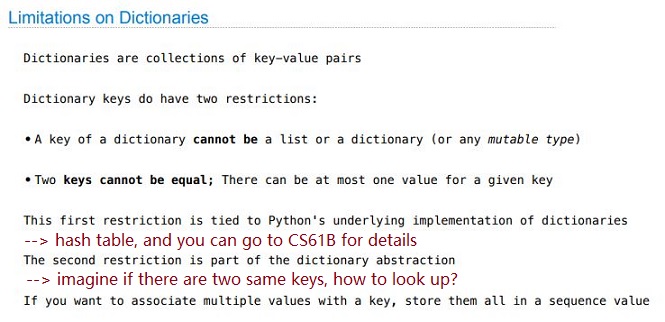 Limitations on Dictionaries
Dictionaries are collections of key-value pairs
Dictionary keys do have two restrictions:
• A key of a dictionary cannot be a list or a dictionary (or any mutable type)
• Two keys cannot be equal; There can be at most one value for a given key
This first restriction is tied to Python's underlying implementation of dictionaries
--> hash table, and you can go to CS61B for details
The second restriction is part of the dictionary abstraction
--> imagine if there are two same keys, how to look up?
If you want to associate multiple values with a key, store them all in a sequence value